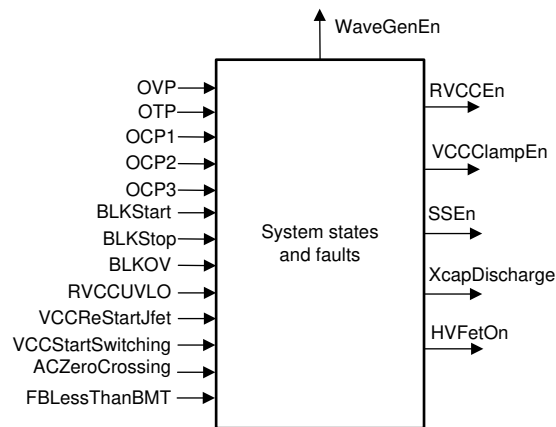 WaveGenEn
OVP
OTP
OCP1
OCP2
OCP3
BLKStart
BLKStop
BLKOV
RVCCUVLO
VCCReStartJfet
VCCStartSwitching
ACZeroCrossing
FBLessThanBMT
System states
and faults
RVCCEn
VCCClampEn
SSEn
XcapDischarge
HVFetOn